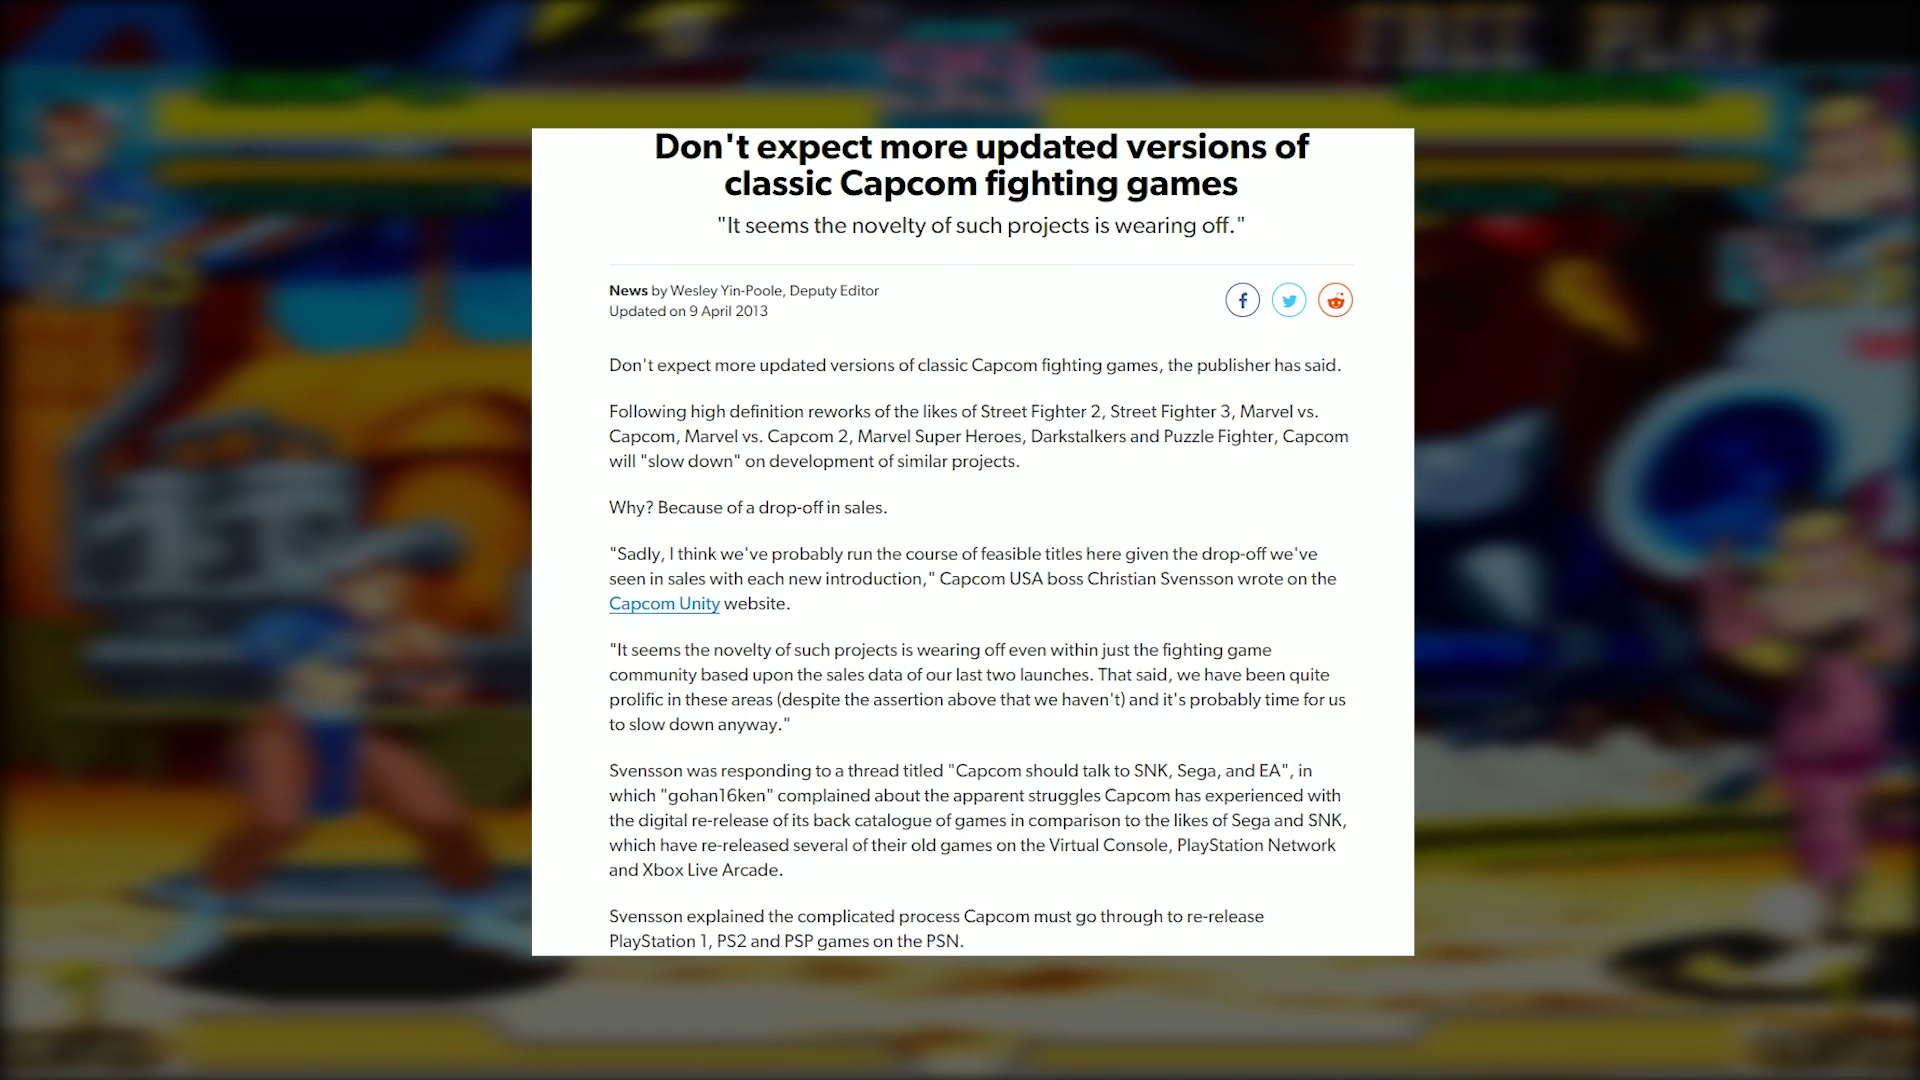 FREE PLAY
Don't expect more updated versions of
classic Capcom fighting games
"It seems the novelty of such projects is wearing off."
News by Wesley Yin-Poole, Deputy Editor
Updated on 9 April 2013
Don't expect more updated versions of classic Capcom fighting games, the publisher has said.
Following high definition reworks of the likes of Street Fighter 2, Street Fighter 3, Marvel vs.
Capcom, Marvel vs. Capcom 2, Marvel Super Heroes, Darkstalkers and Puzzle Fighter, Capcom
will "slow down" on development of similar projects.
Why? Because of a drop-off in sales.
"Sadly, I think we've probably run the course of feasible titles here given the drop-off we've
seen in sales with each new introduction," Capcom USA boss Christian Svensson wrote on the
Capcom Unity website.
"It seems the novelty of such projects is wearing off even within just the fighting game
community based upon the sales data of our last two launches. That said, we have been quite
prolific in these areas (despite the assertion above that we haven't) and it's probably time for us
to slow down anyway."
Svensson was responding to a thread titled "Capcom should talk to SNK, Sega, and EA", in
which "gohan16ken" complained about the apparent struggles Capcom has experienced with
the digital re-release of its back catalogue of games in comparison to the likes of Sega and SNK,
which have re-released several of their old games on the Virtual Console, PlayStation Network
and Xbox Live Arcade.
Svensson explained the complicated process Capcom must go through to re-release
PlayStation 1, PS2 and PSP games on the PSN.